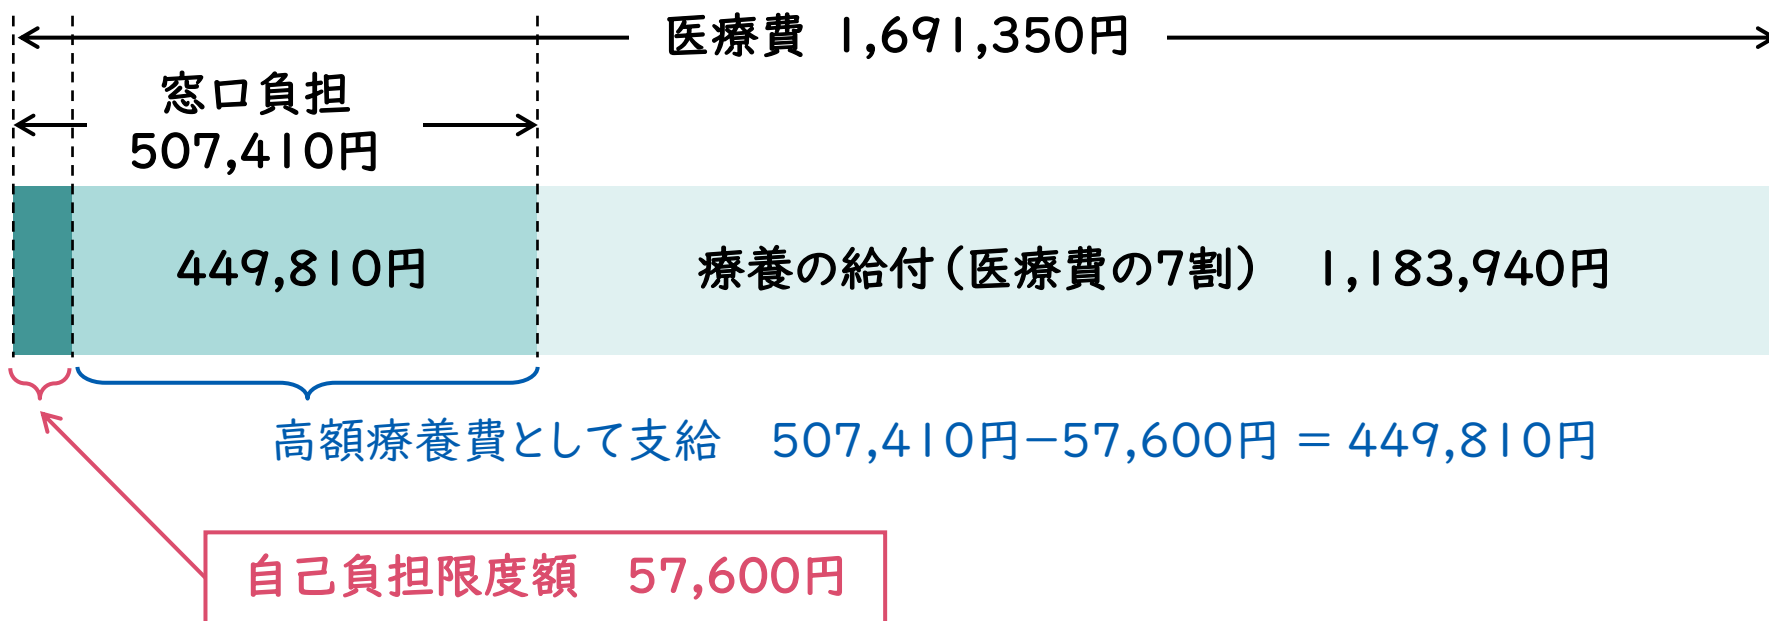 医療費 1,691,350円
窓口負担
507,410円
449,810円
療養の給付(医療費の7割) 1,183,940円
高額療養費として支給 507,410円−57,600円 = 449,810円
自己負担限度額 57,600円